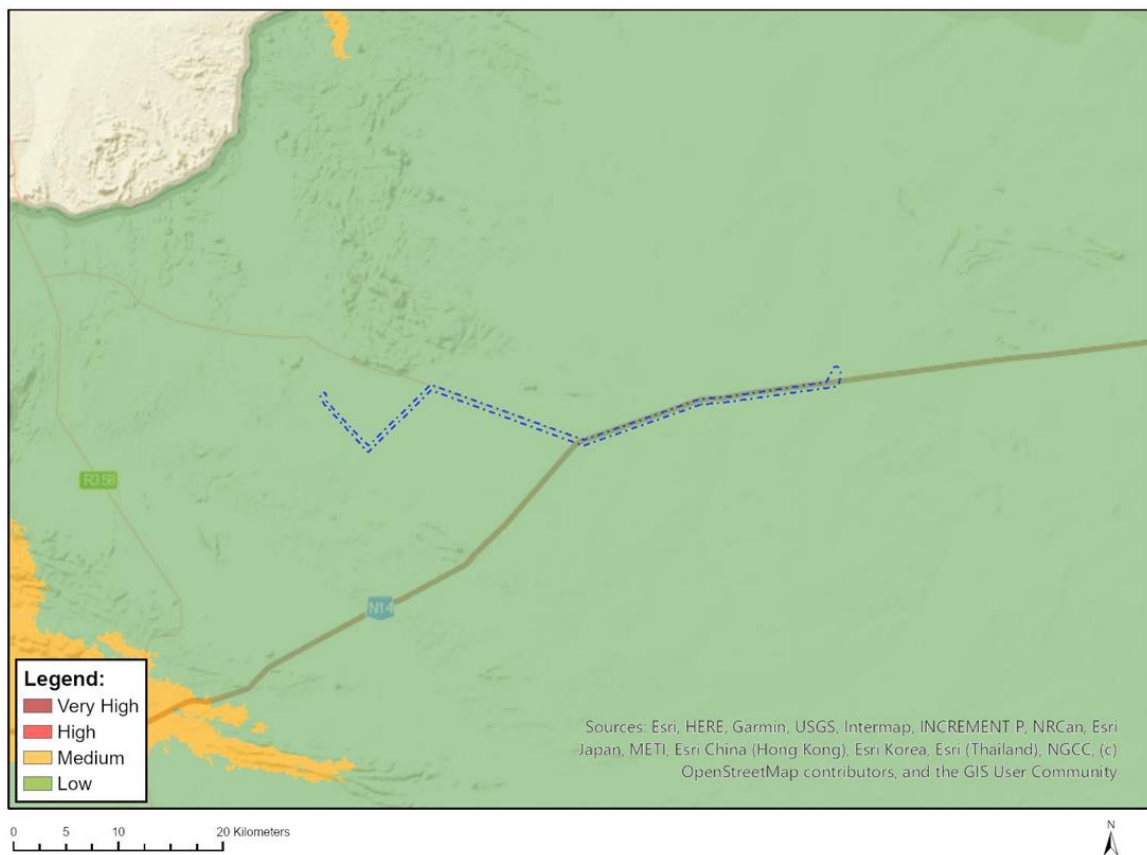 R358
N14
Legend:
Very High
High
Medium
Low
Sources: Esri, HERE, Garmin, USGS, Intermap, INCREMENT P, NRCan, Esri
Japan, METI, Esri China (Hong Kong), Esri Korea, Esri (Thailand), NGCC, (c)
OpenStreetMap contributors, and the GIS User Community
0 5 10 20 Kilometers
N